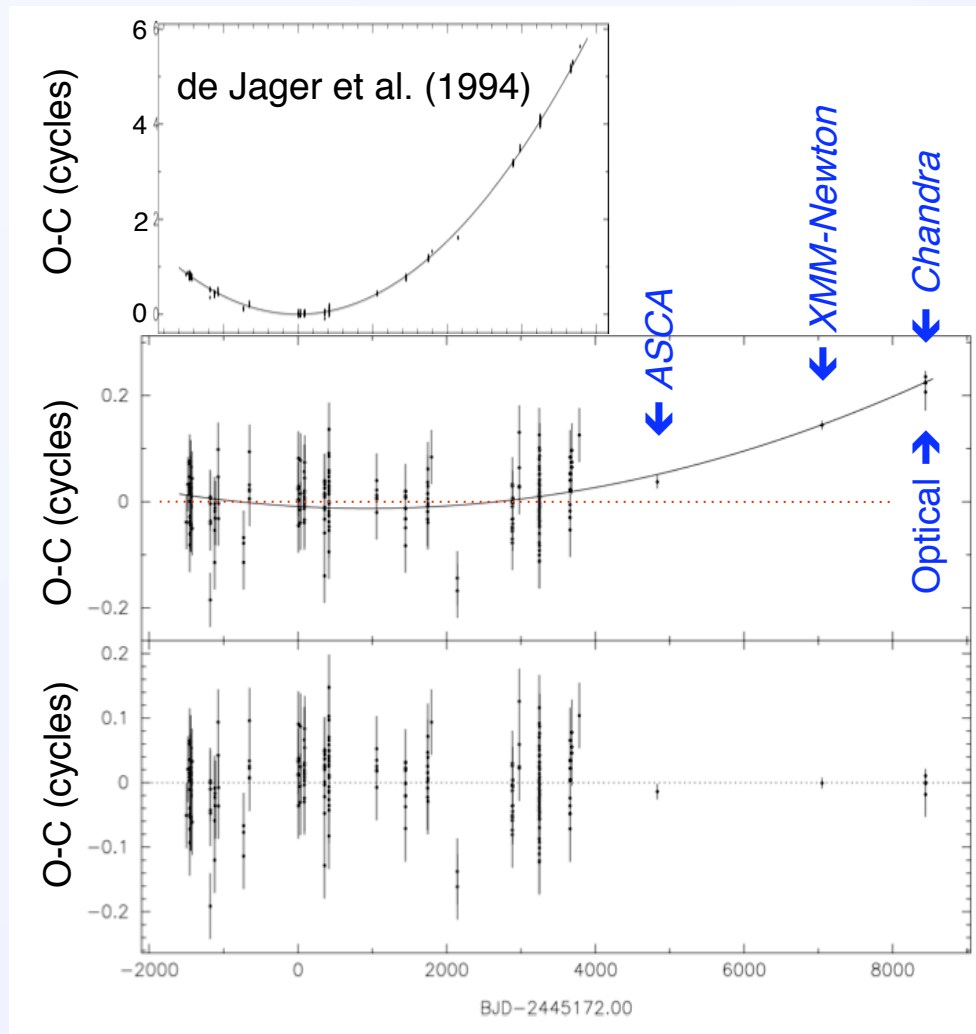 O-C (cycles)
6
4
2
0
de Jager et al. (1994)
O-C (cycles)
0.2
0
−0.2
ASCA
XMM-Newton
Chandra
Optical
O-C (cycles)
0.2
0.1
0
−0.1
−0.2
−2000 0 2000 4000 6000 8000
BJD−2445172.00